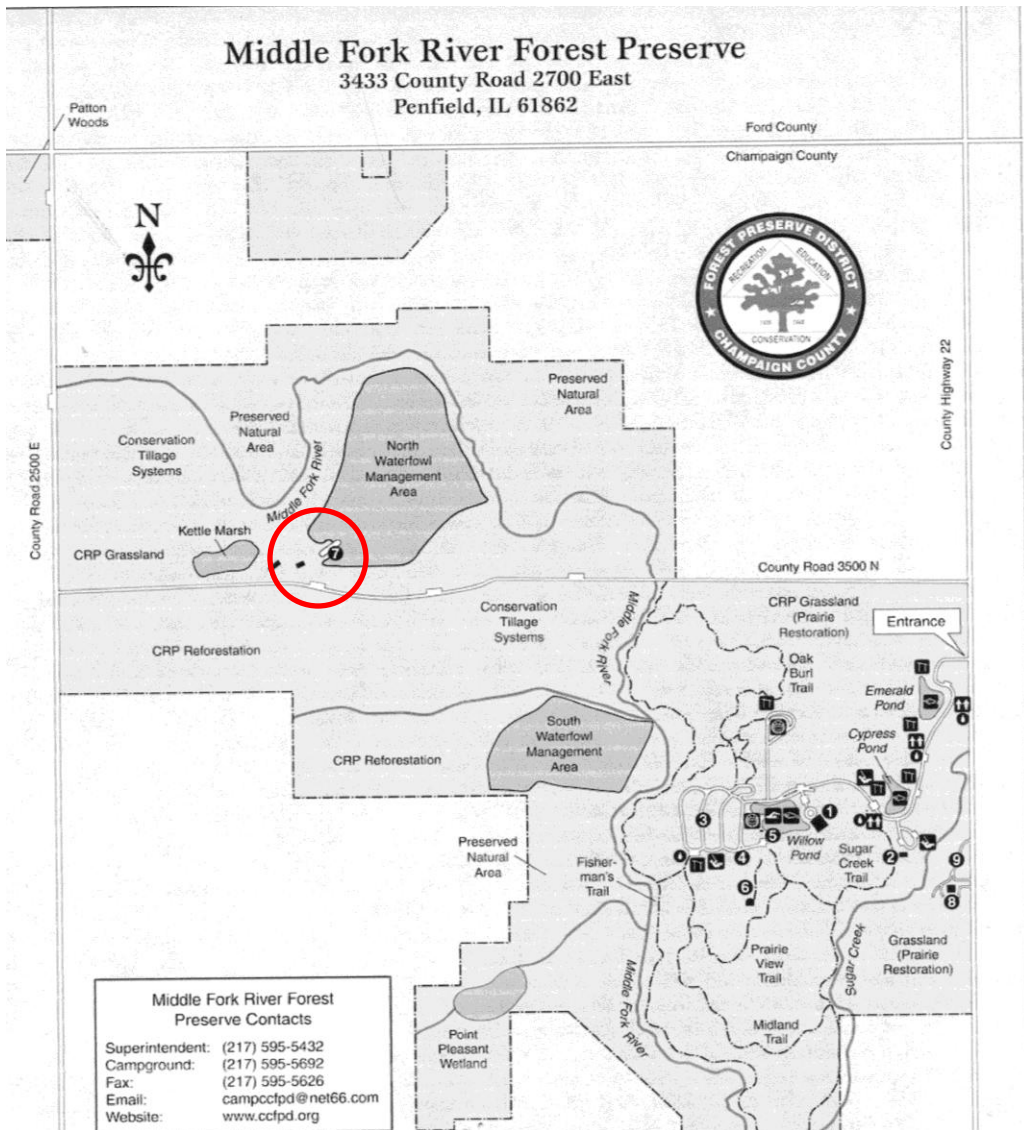 Middle Fork River Forest Preserve
3433 County Road 2700 East
Penfield, IL 61862
Patton
Woods
Ford County
Champaign County
N
FOREST PRESERVE DISTRICT
RECREATION
EDUCATION
CONSERVATION
CHAMPAIGN COUNTY
County Highway 22
County Road 2500 E
Preserved
Natural
Area
Preserved
Natural
Area
Conservation
Tillage
Systems
North
Waterfowl
Management
Area
Middle Fork River
Kettle Marsh
CRP Grassland
7
County Road 3500 N
Conservation
Tillage
Systems
Middle Fork River
CRP Grassland
(Prairie
Restoration)
Entrance
CRP Reforestation
Oak
Burl
Trail
Emerald
Pond
Cypress
Pond
South
Waterfowl
Management
Area
CRP Reforestation
3
1
5
Willow
Pond
4
Sugar
Creek
Trail
2
9
8
6
Preserved
Natural
Area
Fisher-
man's
Trail
Prairie
View
Trail
Sugar Creek
Grassland
(Prairie
Restoration)
Middle Fork River
Midland
Trail
Point
Pleasant
Wetland
Middle Fork River Forest
Preserve Contacts
Superintendent: (217) 595-5432
Campground: (217) 595-5692
Fax: (217) 595-5626
Email: campccfpd@net66.com
Website: www.ccfpd.org